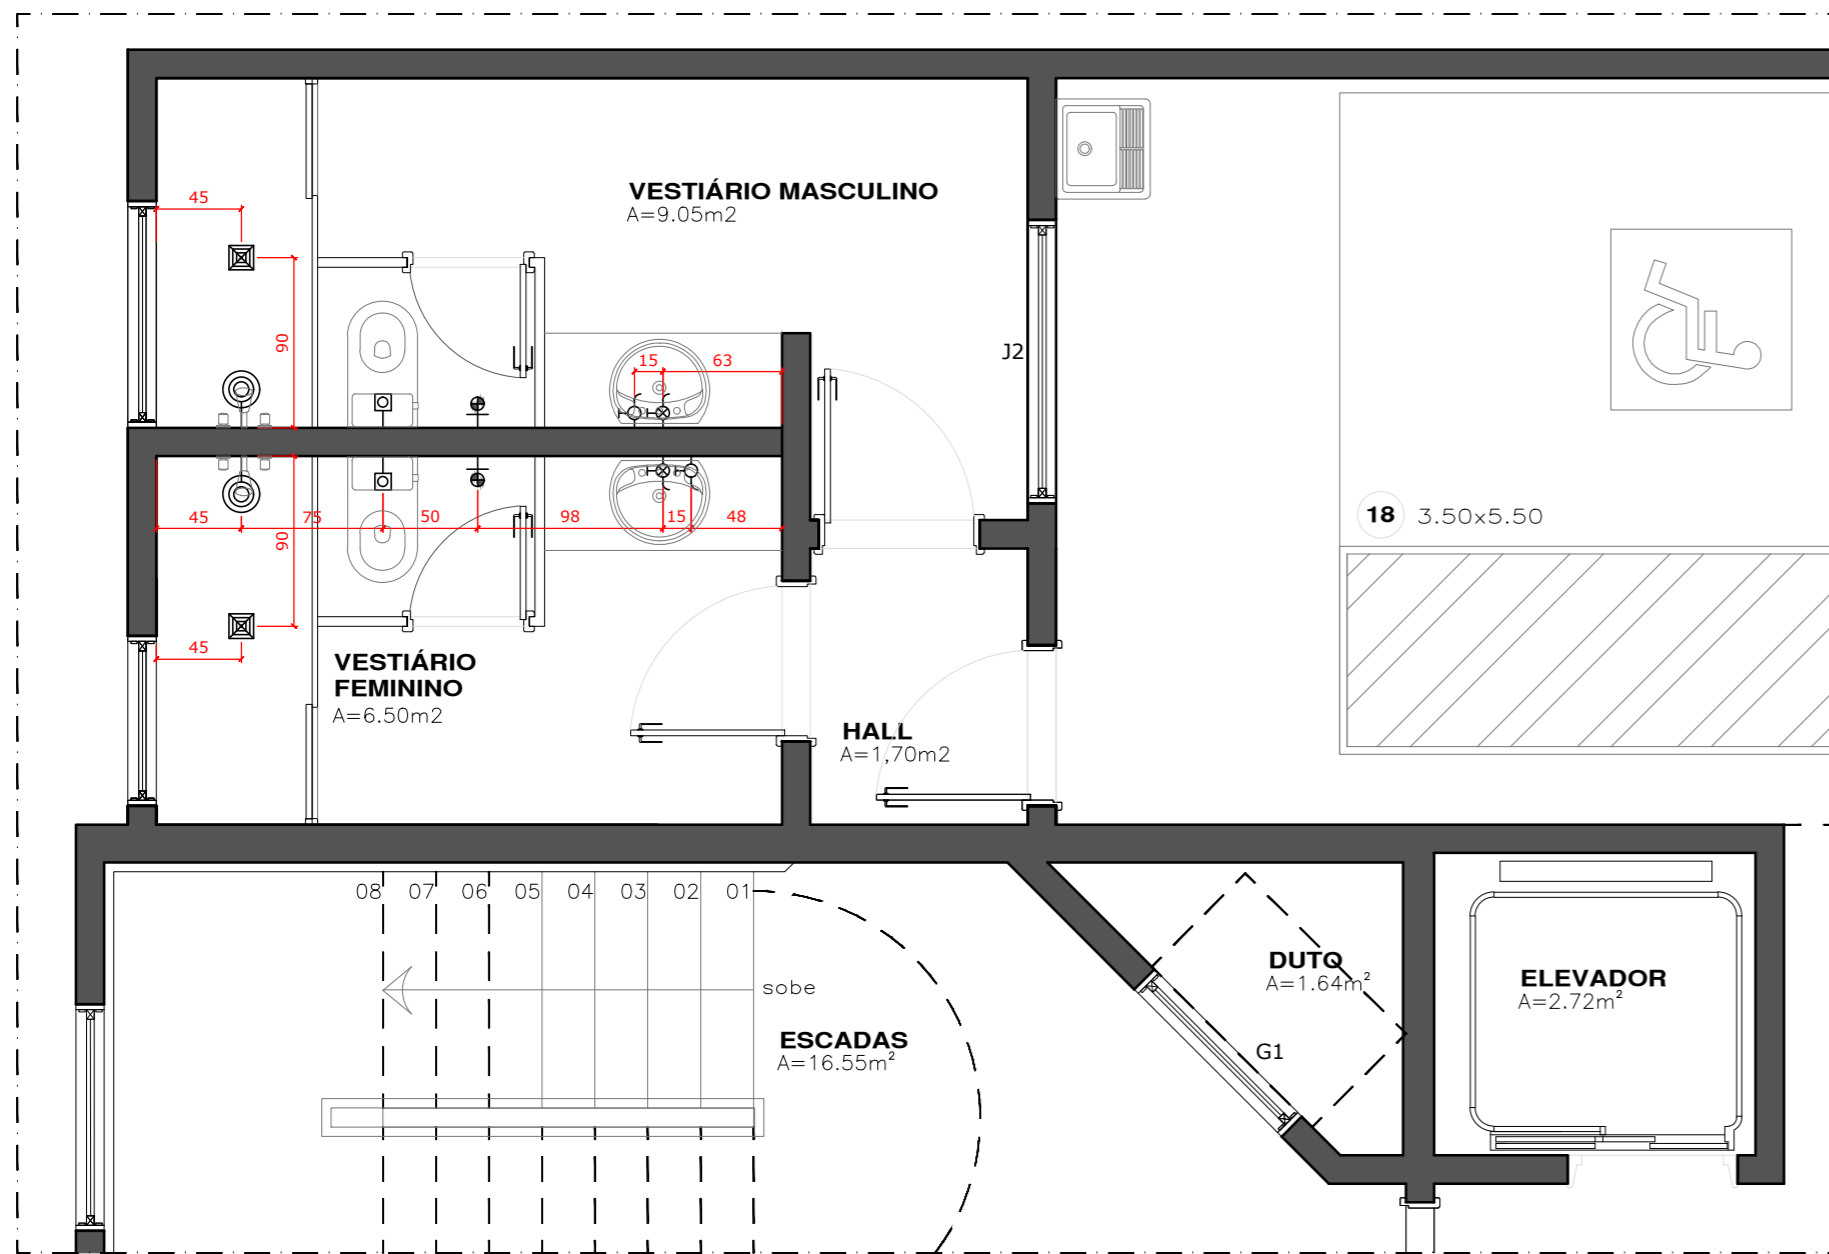 VESTIÁRIO MASCULINO
A=9.05m2
45
90
15
63
J2
18
3.50x5.50
45
75
50
98
15
48
90
45
VESTIÁRIO
FEMININO
A=6.50m2
HALL
A=1,70m2
08 07 06 05 04 03 02 01
sobe
ESCADAS
A=16.55m²
DUTO
A=1.64m²
G1
ELEVADOR
A=2.72m²